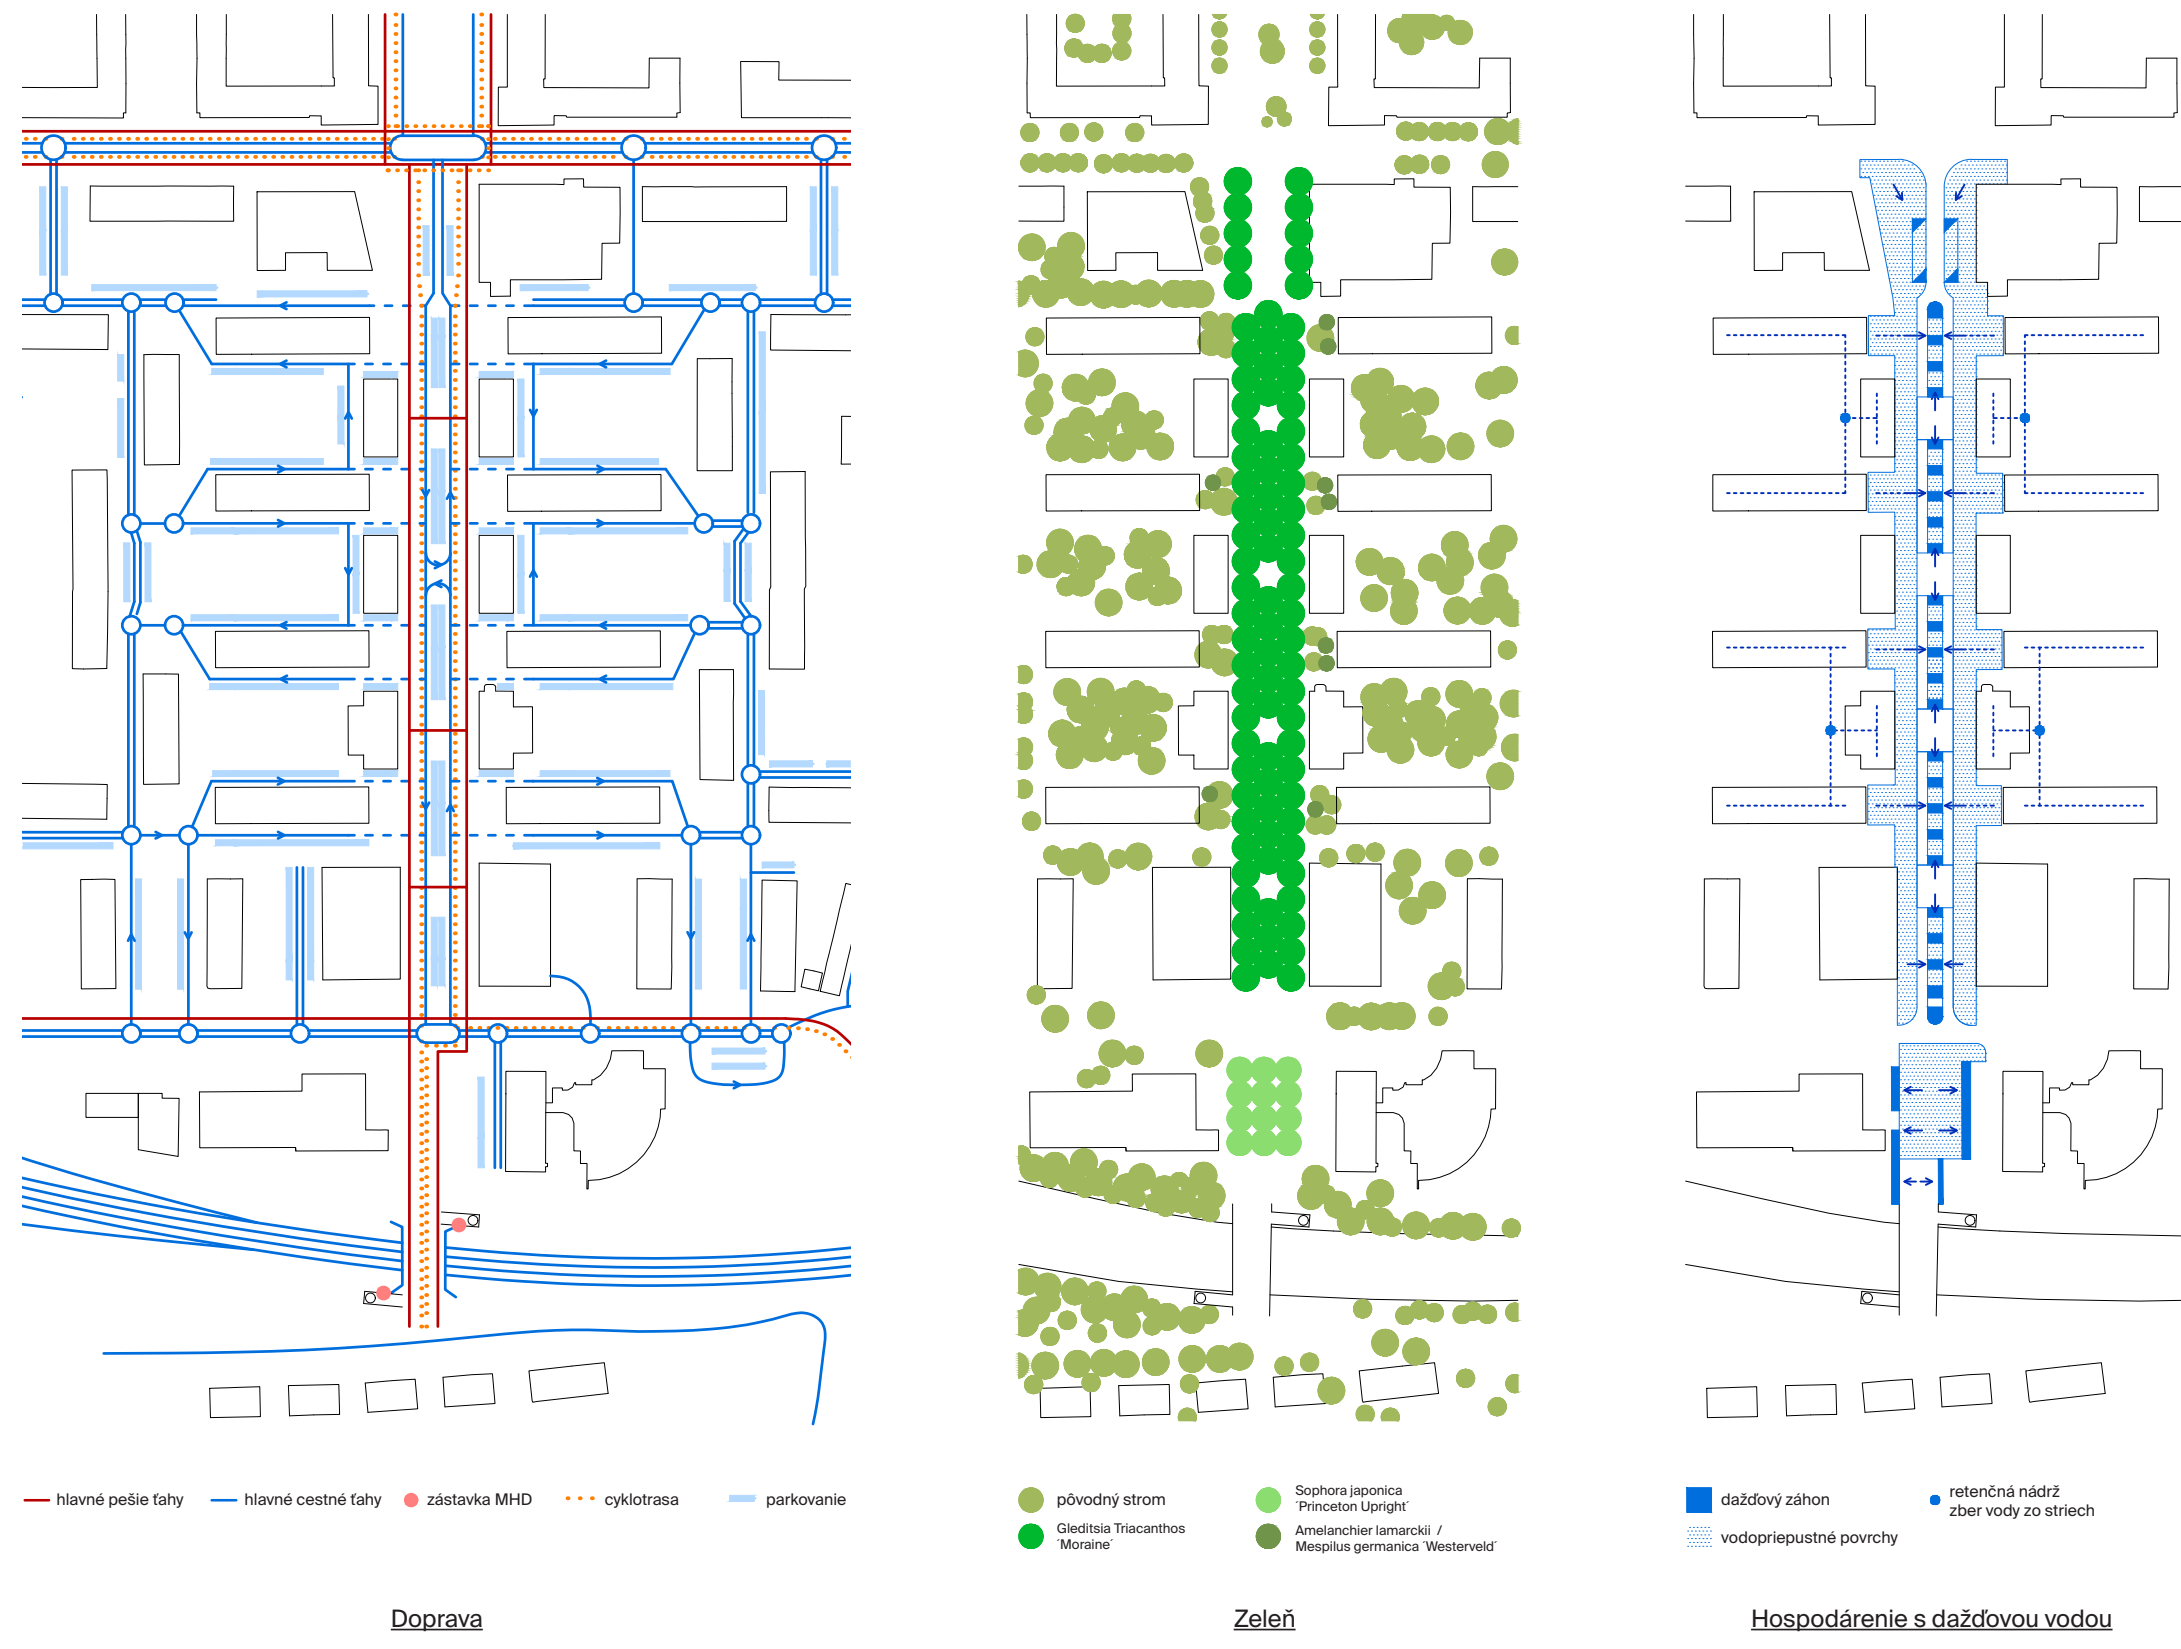 hlavné pešie ťahy
hlavné cestné ťahy
zástavka MHD
cyklotrasa
parkovanie
Doprava
pôvodný strom
Gleditsia Triacanthos
´Moraine´
Sophora japonica
´Princeton Upright´
Amelanchier lamarckii /
Mespilus germanica ´Westerveld´
Zeleň
dažďový záhon
vodopriepustné povrchy
retenčná nádrž
zber vody zo striech
Hospodárenie s dažďovou vodou